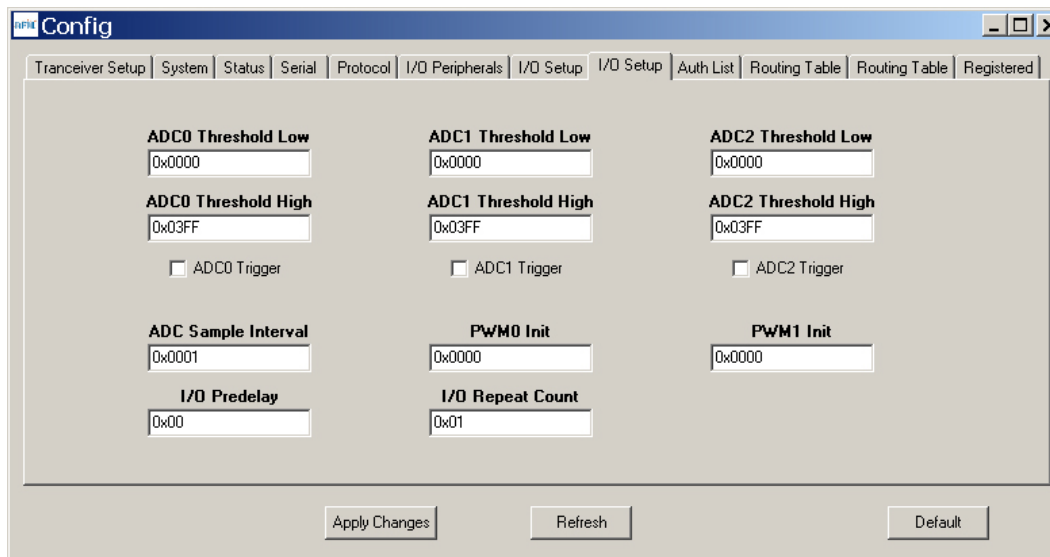 RFM Config
Tranceiver Setup System Status Serial Protocol I/O Peripherals I/O Setup I/O Setup Auth List Routing Table Routing Table Registered
ADC0 Threshold Low ADC1 Threshold Low ADC2 Threshold Low
0x0000 0x0000 0x0000
ADC0 Threshold High ADC1 Threshold High ADC2 Threshold High
0x03FF 0x03FF 0x03FF
ADC0 Trigger ADC1 Trigger ADC2 Trigger
ADC Sample Interval PWM0 Init PWM1 Init
0x0001 0x0000 0x0000
I/O Predelay I/O Repeat Count
0x00 0x01
Apply Changes Refresh Default